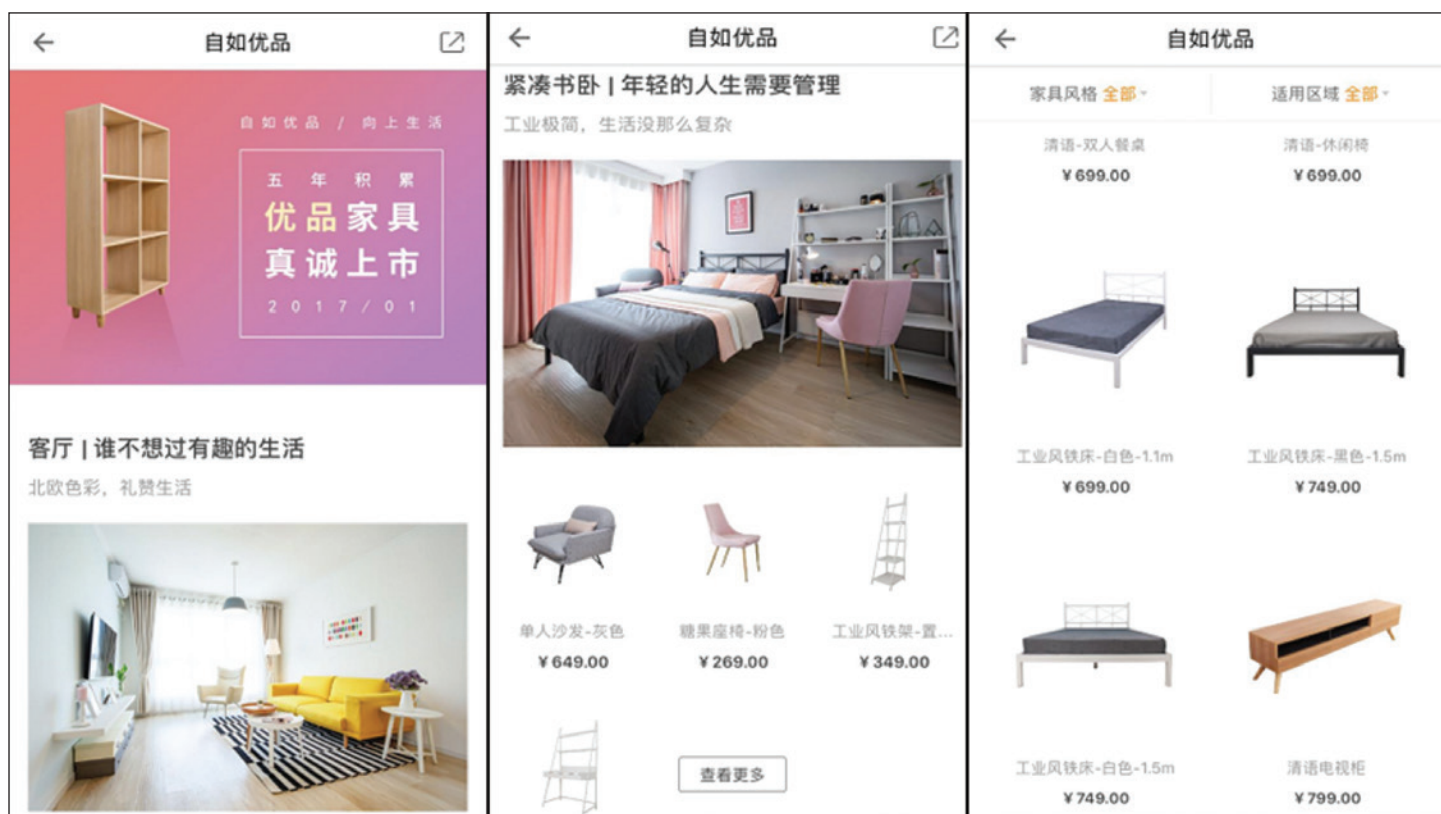 自如优品
自如优品 / 向上生活
五年积累
优品家具
真诚上市
2017/01
客厅 | 谁不想过有趣的生活
北欧色彩，礼赞生活
自如优品
紧凑书卧 | 年轻的人生需要管理
工业极简，生活没那么复杂
单人沙发-灰色 糖果座椅-粉色 工业风铁架-置...
¥649.00 ¥269.00 ¥349.00
查看更多
自如优品
家具风格 全部 适用区域 全部
清语-双人餐桌 清语-休闲椅
¥699.00 ¥699.00
工业风铁床-白色-1.1m 工业风铁床-黑色-1.5m
¥699.00 ¥749.00
工业风铁床-白色-1.5m 清语电视柜
¥749.00 ¥799.00